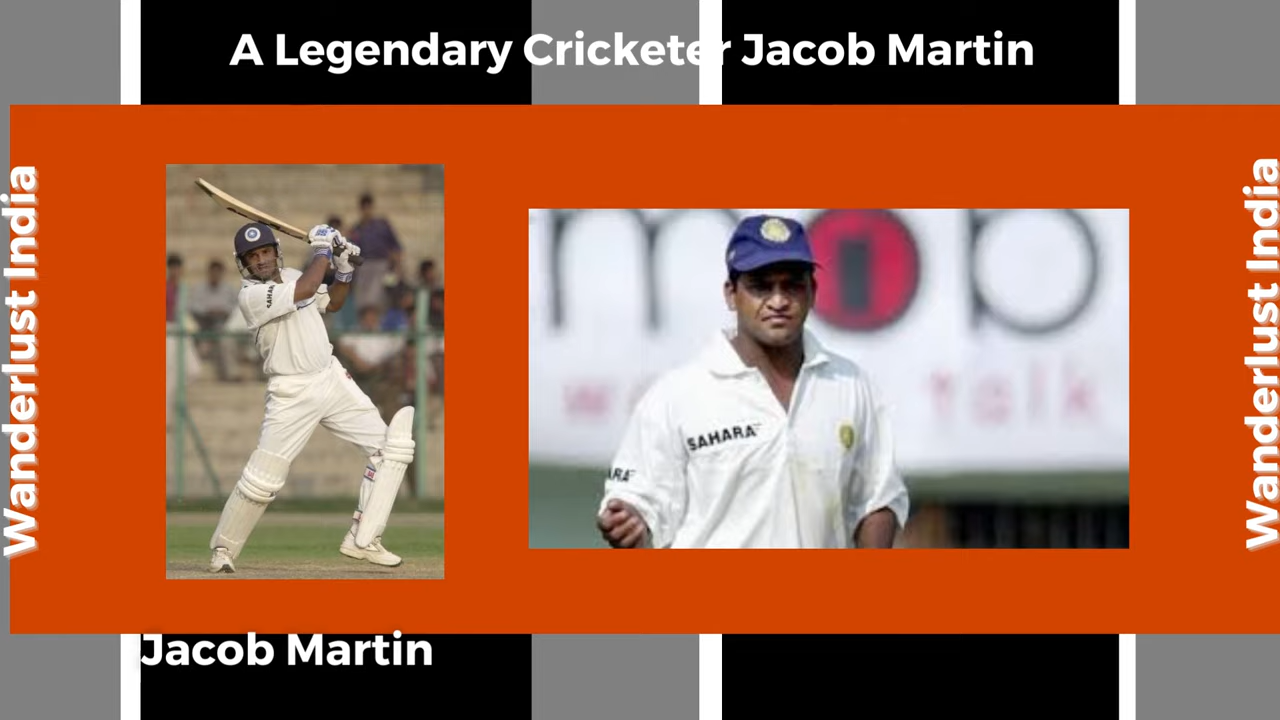 A Legendary Cricketer Jacob Martin
Wanderlust India
SAHARA
SAHARA
Wanderlust India
Jacob Martin